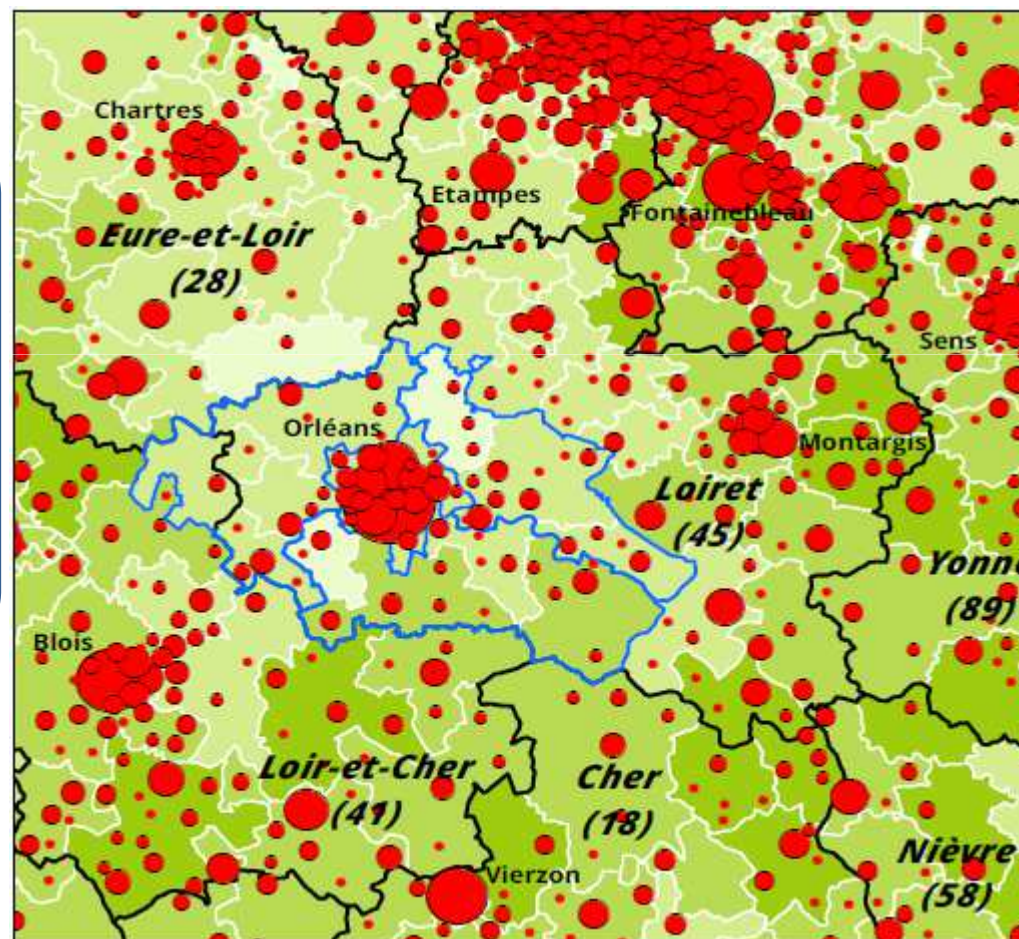 Chartres
Etampes
Fontainebleau
Eure-et-Loir
(28)
Sens
Orléans
Montargis
Loiret
(45)
Yonne
(89)
Blois
Loir-et-Cher
(41)
Cher
(18)
Nièvre
(58)
Vierzon